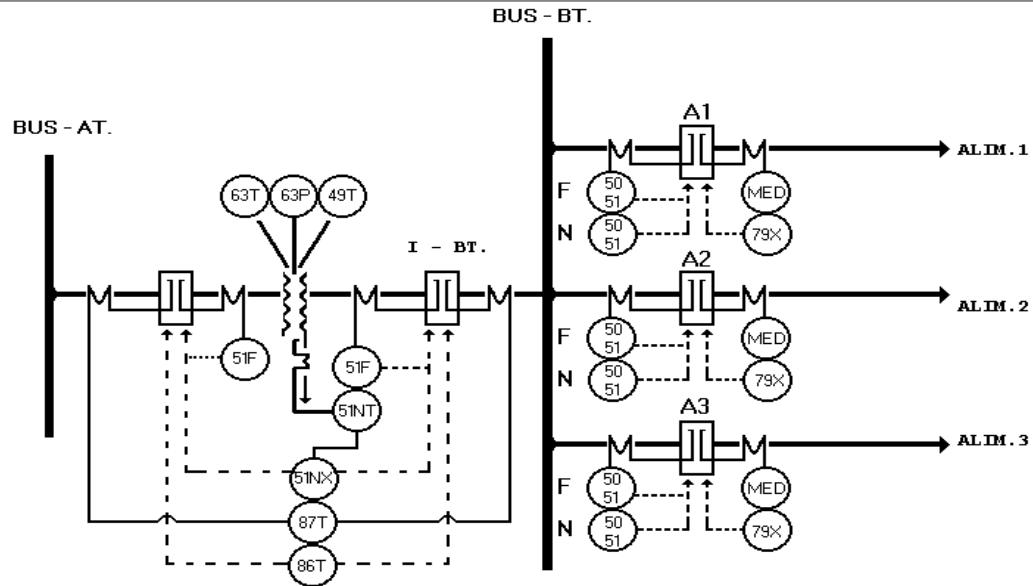 BUS - BT.
BUS - AT.
63T 63P 49T
I - BT.
51F
51F
51NT
51NX
87T
86T
A1
ALIM.1
F 50 51 MED
N 50 51 79X
A2
ALIM.2
F 50 51 MED
N 50 51 79X
A3
ALIM.3
F 50 51 MED
N 50 51 79X